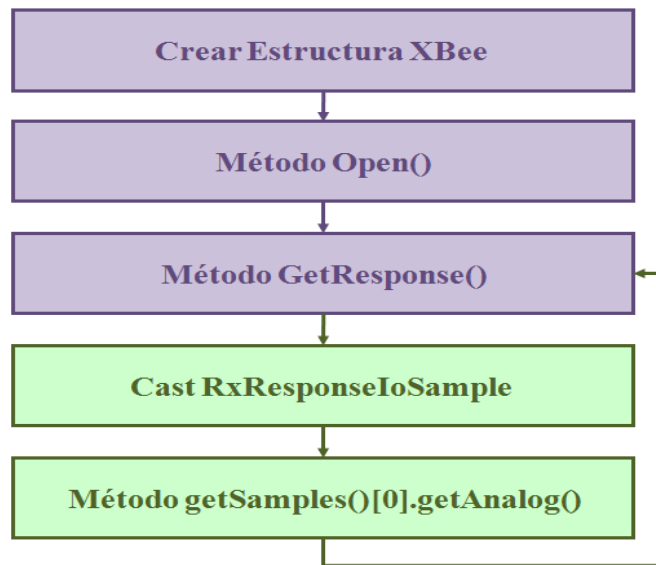 Crear Estructura XBee
Método Open()
Método GetResponse()
Cast RxResponseIoSample
Método getSamples()[0].getAnalog()